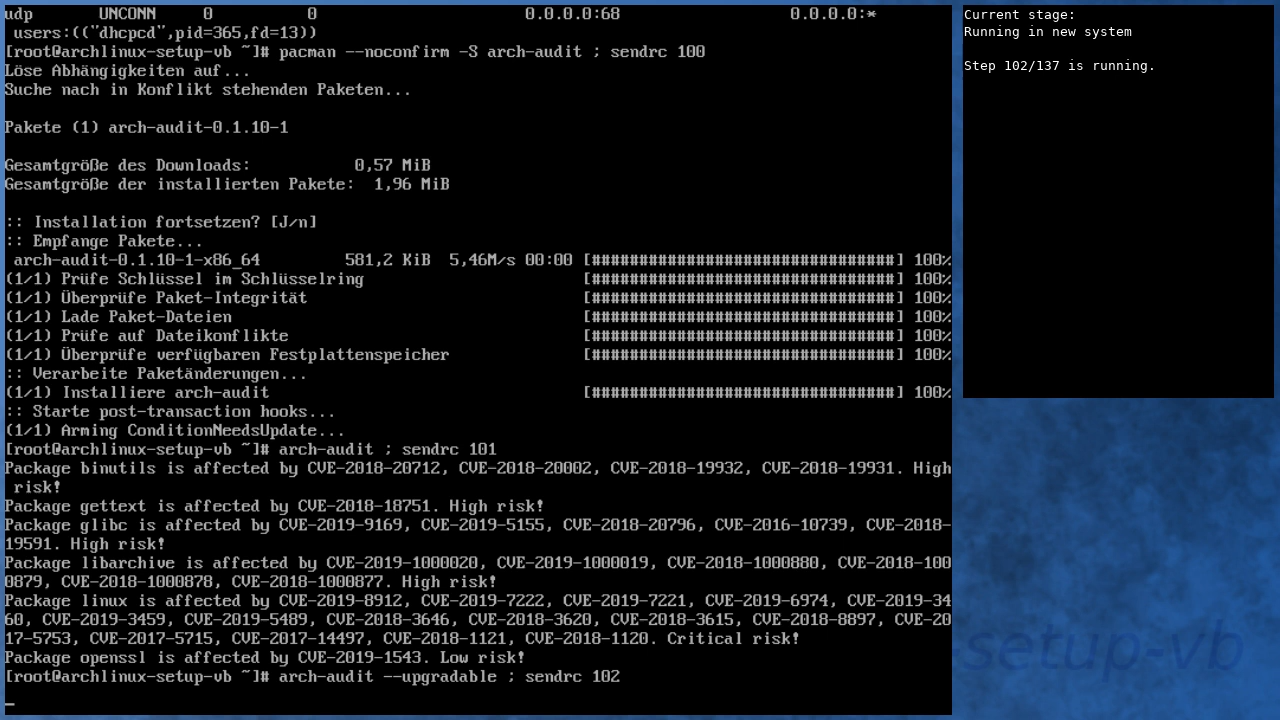 udp       UNCONN     0          0                      0.0.0.0:68                  0.0.0.0:*
 users:(("dhcpcd",pid=365,fd=13))
[root@archlinux-setup-vb ~]# pacman --noconfirm -S arch-audit ; sendrc 100
Löse Abhängigkeiten auf...
Suche nach in Konflikt stehenden Paketen...
Pakete (1) arch-audit-0.1.10-1
Gesamtgröße des Downloads:           0,57 MiB
Gesamtgröße der installierten Pakete:  1,96 MiB
:: Installation fortsetzen? [J/n]
:: Empfange Pakete...
 arch-audit-0.1.10-1-x86_64         581,2 KiB  5,46M/s 00:00 [################################] 100%
(1/1) Prüfe Schlüssel im Schlüsselring                       [################################] 100%
(1/1) Überprüfe Paket-Integrität                             [################################] 100%
(1/1) Lade Paket-Dateien                                     [################################] 100%
(1/1) Prüfe auf Dateikonflikte                               [################################] 100%
(1/1) Überprüfe verfügbaren Festplattenspeicher              [################################] 100%
:: Verarbeite Paketänderungen...
(1/1) Installiere arch-audit                                 [################################] 100%
:: Starte post-transaction hooks...
(1/1) Arming ConditionNeedsUpdate...
[root@archlinux-setup-vb ~]# arch-audit ; sendrc 101
Package binutils is affected by CVE-2018-20712, CVE-2018-20002, CVE-2018-19932, CVE-2018-19931. High
 risk!
Package gettext is affected by CVE-2018-18751. High risk!
Package glibc is affected by CVE-2019-9169, CVE-2019-5155, CVE-2018-20796, CVE-2016-10739, CVE-2018-
19591. High risk!
Package libarchive is affected by CVE-2019-1000020, CVE-2019-1000019, CVE-2018-1000880, CVE-2018-100
0879, CVE-2018-1000878, CVE-2018-1000877. High risk!
Package linux is affected by CVE-2019-8912, CVE-2019-7222, CVE-2019-7221, CVE-2019-6974, CVE-2019-34
60, CVE-2019-3459, CVE-2019-5489, CVE-2018-3646, CVE-2018-3620, CVE-2018-3615, CVE-2018-8897, CVE-20
17-5753, CVE-2017-5715, CVE-2017-14497, CVE-2018-1121, CVE-2018-1120. Critical risk!
Package openssl is affected by CVE-2019-1543. Low risk!
[root@archlinux-setup-vb ~]# arch-audit --upgradable ; sendrc 102
Current stage:
Running in new system
Step 102/137 is running.
-setup-vb